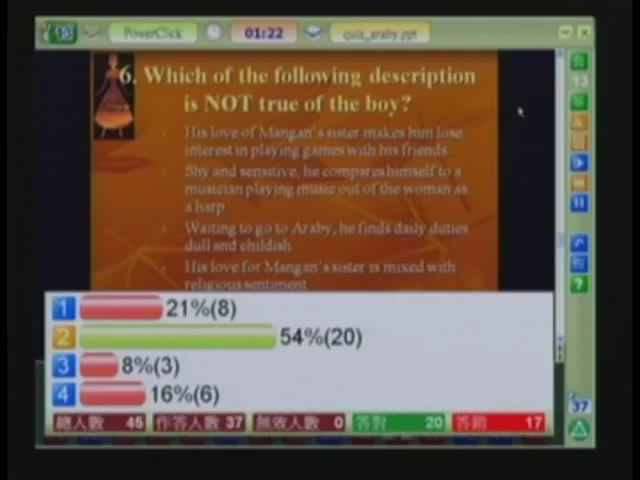 PowerClick 01:22 quiz_araby.ppt
6. Which of the following description
is NOT true of the boy?
His love of Mangan's sister makes him lose
interest in playing games with his friends
Shy and sensitive, he compares himself to a
musician playing music out of the woman as
a harp
Waiting to go to Araby, he finds daily duties
dull and childish
His love for Mangan's sister is mixed with
religious sentiment
1 21%(8)
2 54%(20)
3 8%(3)
4 16%(6)
37
總人數 45 作答人數 37 無效人數 0 答對 20 答錯 17